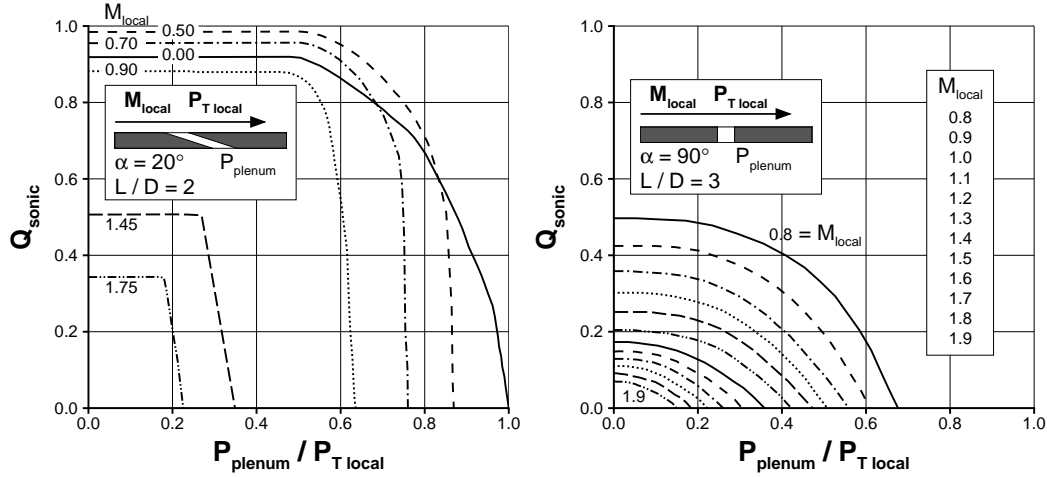 M_local
0.50
0.70
0.00
0.90
M_local P_T local
α = 20° P_plenum
L / D = 2
1.45
1.75
1.0
0.8
0.6
0.4
0.2
0.0
Q_sonic
0.0 0.2 0.4 0.6 0.8 1.0
P_plenum / P_T local
M_local P_T local
α = 90° P_plenum
L / D = 3
0.8 = M_local
1.9
M_local
0.8
0.9
1.0
1.1
1.2
1.3
1.4
1.5
1.6
1.7
1.8
1.9
1.0
0.8
0.6
0.4
0.2
0.0
Q_sonic
0.0 0.2 0.4 0.6 0.8 1.0
P_plenum / P_T local